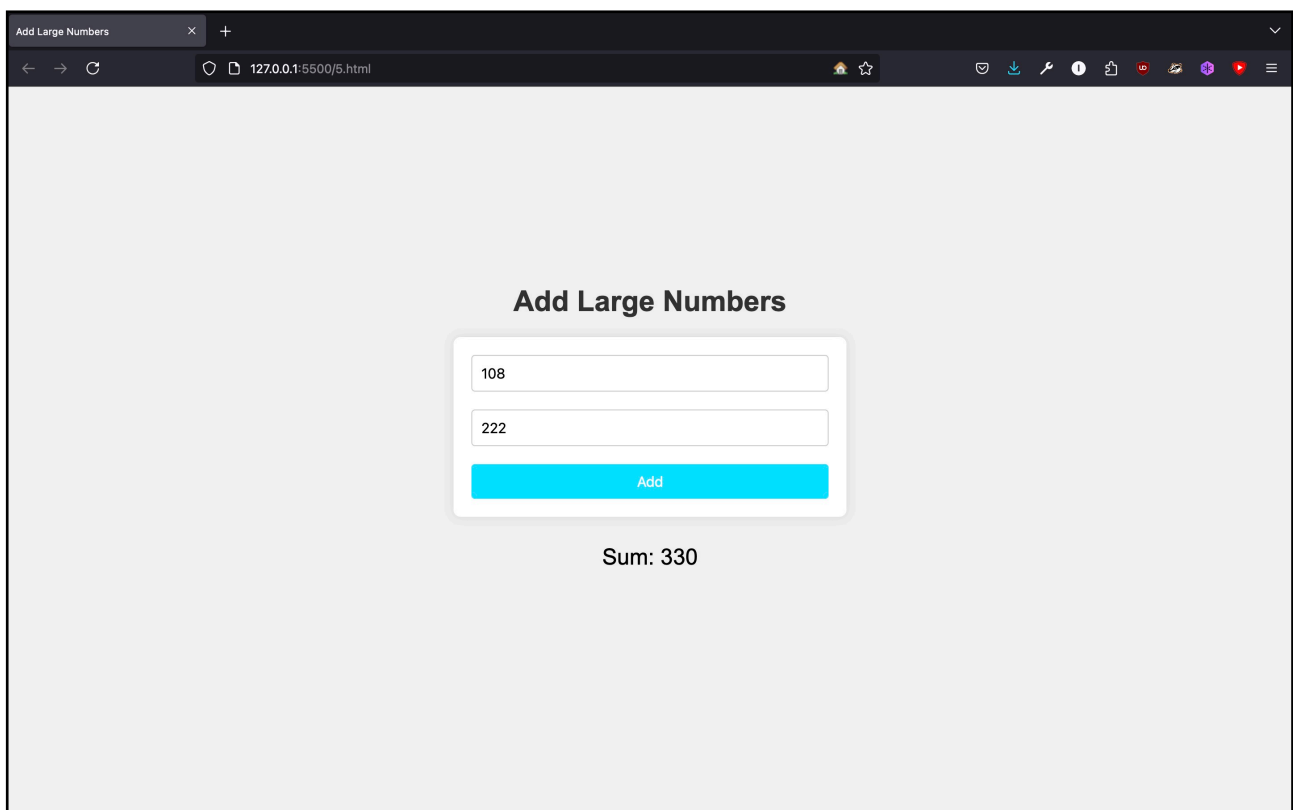 Add Large Numbers
127.0.0.1:5500/5.html
Add Large Numbers
108
222
Add
Sum: 330